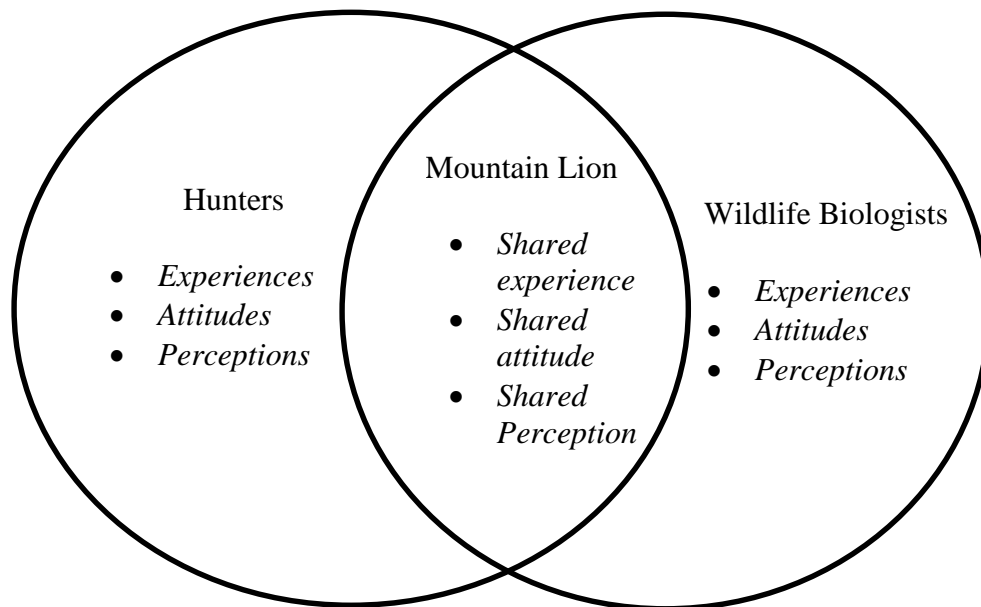 Hunters
• Experiences
• Attitudes
• Perceptions
Mountain Lion
• Shared
experience
• Shared
attitude
• Shared
Perception
Wildlife Biologists
• Experiences
• Attitudes
• Perceptions